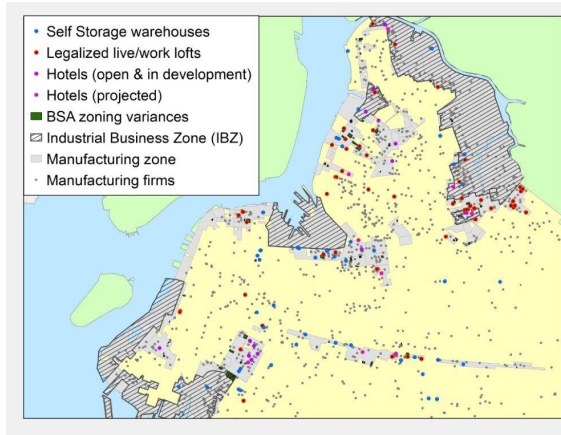 Self Storage warehouses
Legalized live/work lofts
Hotels (open & in development)
Hotels (projected)
BSA zoning variances
Industrial Business Zone (IBZ)
Manufacturing zone
Manufacturing firms